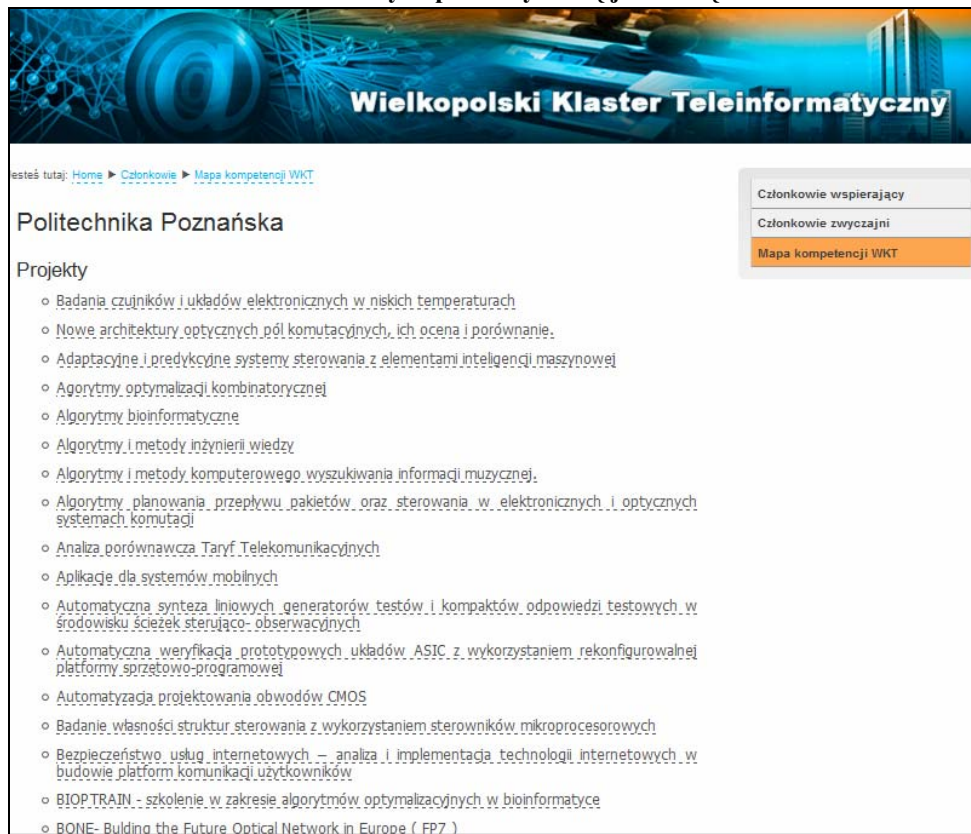 Wielkopolski Klaster Teleinformatyczny
esteś tutaj: Home ► Członkowie ► Mapa kompetencji WKT
Członkowie wspierający
Członkowie zwyczajni
Mapa kompetencji WKT
Politechnika Poznańska
Projekty
Badania czujników i układów elektronicznych w niskich temperaturach
Nowe architektury optycznych pól komutacyjnych, ich ocena i porównanie.
Adaptacyjne i predykcyjne systemy sterowania z elementami inteligencji maszynowej
Agorytmy optymalizacji kombinatorycznej
Algorytmy bioinformatyczne
Algorytmy i metody inżynierii wiedzy
Algorytmy i metody komputerowego wyszukiwania informacji muzycznej.
Algorytmy planowania przepływu pakietów oraz sterowania w elektronicznych i optycznych
systemach komutacji
Analiza porównawcza Taryf Telekomunikacyjnych
Aplikacje dla systemów mobilnych
Automatyczna synteza liniowych generatorów testów i kompaktów odpowiedzi testowych w
środowisku ścieżek sterująco- obserwacyjnych
Automatyczna weryfikacja prototypowych układów ASIC z wykorzystaniem rekonfigurowalnej
platformy sprzętowo-programowej
Automatyzacja projektowania obwodów CMOS
Badanie własności struktur sterowania z wykorzystaniem sterowników mikroprocesorowych
Bezpieczeństwo usług internetowych – analiza i implementacja technologii internetowych w
budowie platform komunikacji użytkowników
BIOPTRAIN - szkolenie w zakresie algorytmów optymalizacyjnych w bioinformatyce
BONE- Bulding the Future Optical Network in Europe ( FP7 )